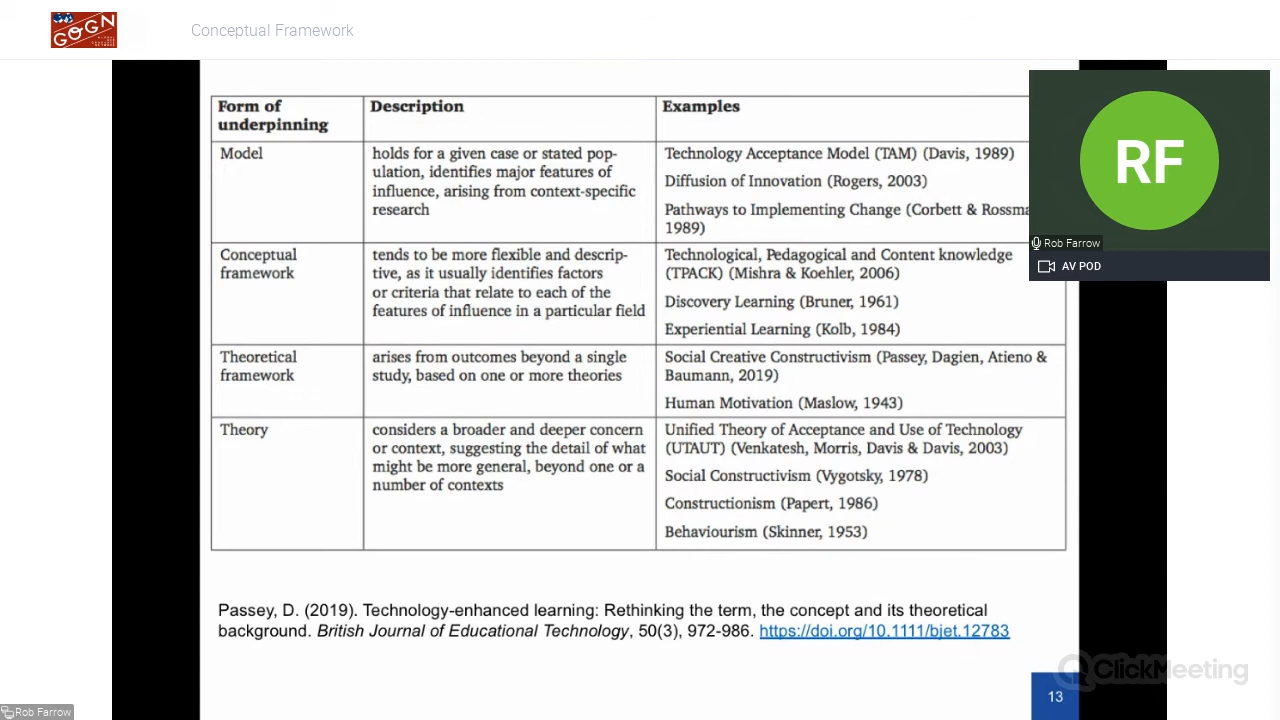 GOGN
Conceptual Framework
Form of underpinning
Description
Examples
Model
holds for a given case or stated pop-
ulation, identifies major features of
influence, arising from context-specific
research
Technology Acceptance Model (TAM) (Davis, 1989)
Diffusion of Innovation (Rogers, 2003)
Pathways to Implementing Change (Corbett &
1989)
Conceptual
framework
tends to be more flexible and descrip-
tive, as it usually identifies factors
or criteria that relate to each of the
features of influence in a particular field
Technological, Pedagogical and Content knowledge
(TPACK) (Mishra & Koehler, 2006)
Discovery Learning (Bruner, 1961)
Experiential Learning (Kolb, 1984)
Theoretical
framework
arises from outcomes beyond a single
study, based on one or more theories
Social Creative Constructivism (Passey, Dagien, Atieno &
Baumann, 2019)
Human Motivation (Maslow, 1943)
Theory
considers a broader and deeper concern
or context, suggesting the detail of what
might be more general, beyond one or a
number of contexts
Unified Theory of Acceptance and Use of Technology
(UTAUT) (Venkatesh, Morris, Davis & Davis, 2003)
Social Constructivism (Vygotsky, 1978)
Constructionism (Papert, 1986)
Behaviourism (Skinner, 1953)
Passey, D. (2019). Technology-enhanced learning: Rethinking the term, the concept and its theoretical
background. British Journal of Educational Technology, 50(3), 972-986. https://doi.org/10.1111/bjet.12783
13
RF
Rob Farrow
AV POD
ClickMeeting
Rob Farrow